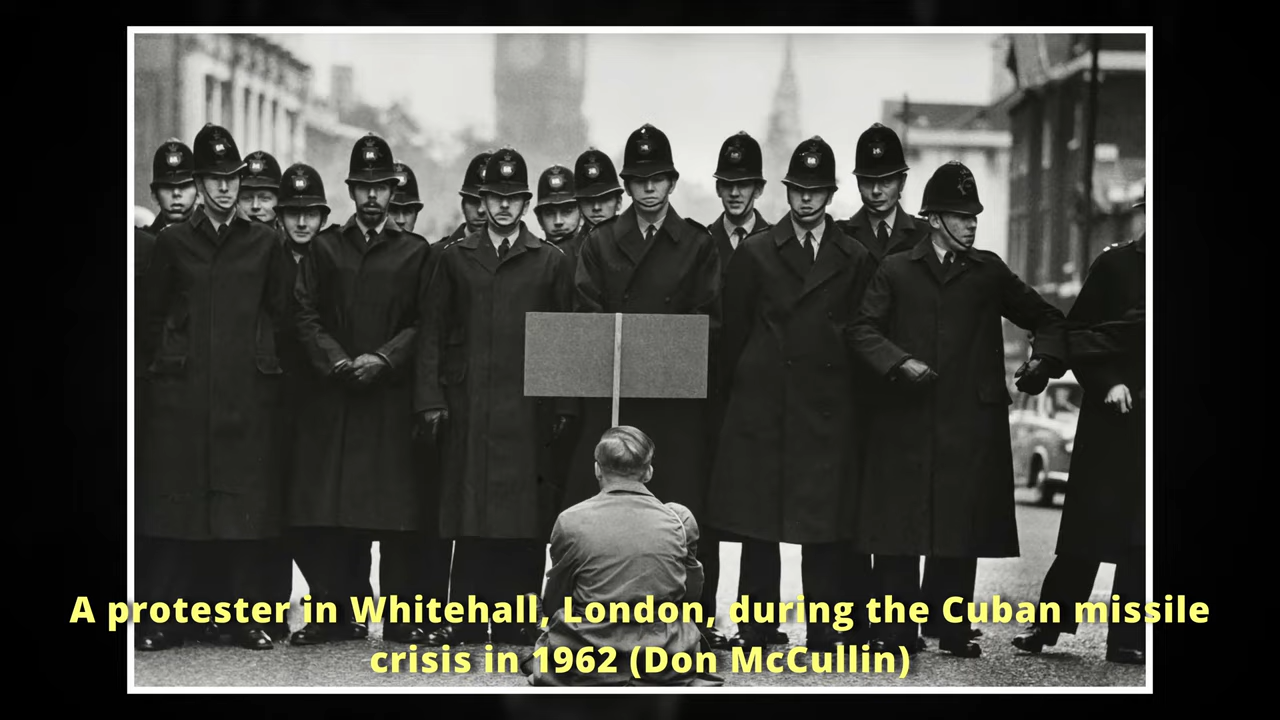 A protester in Whitehall, London, during the Cuban missile
crisis in 1962 (Don McCullin)